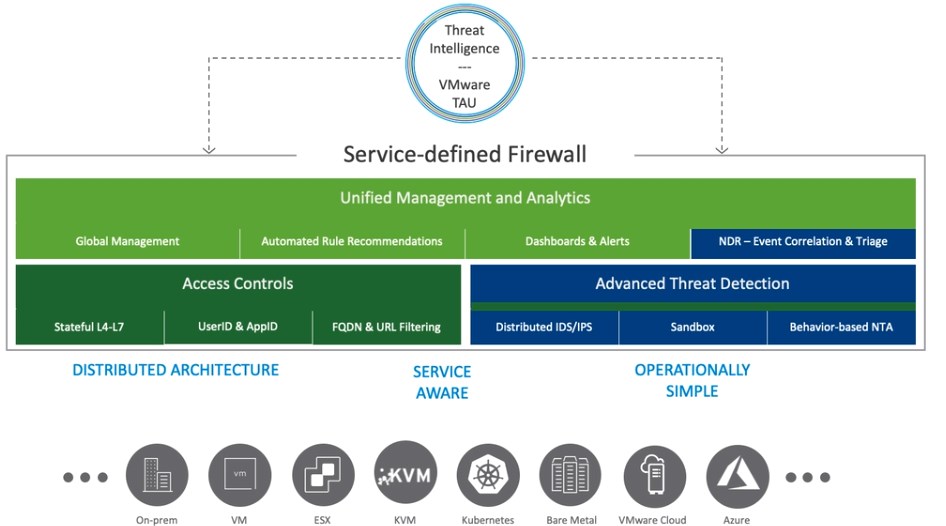 Threat
Intelligence
---
VMware
TAU
Service-defined Firewall
Unified Management and Analytics
Global Management
Automated Rule Recommendations
Dashboards & Alerts
NDR – Event Correlation & Triage
Access Controls
Advanced Threat Detection
Stateful L4-L7
UserID & AppID
FQDN & URL Filtering
Distributed IDS/IPS
Sandbox
Behavior-based NTA
DISTRIBUTED ARCHITECTURE
SERVICE
AWARE
OPERATIONALLY
SIMPLE
vm
KVM
On-prem
VM
ESX
KVM
Kubernetes
Bare Metal
VMware Cloud
Azure